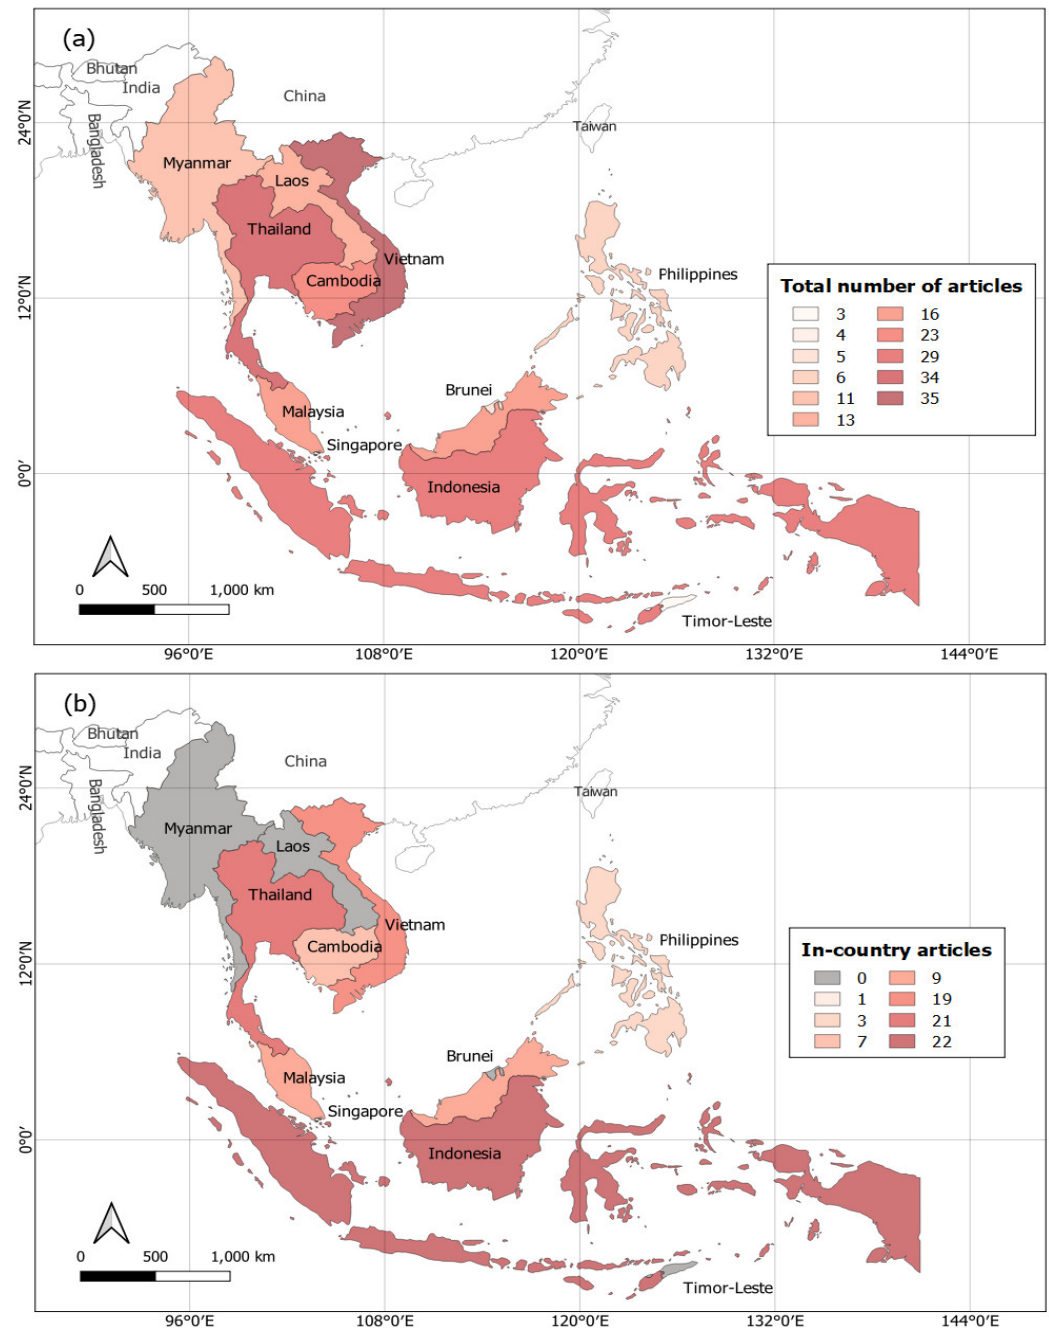 (a)
Bhutan
India
China
24°0'N
Taiwan
Bangladesh
Myanmar
Laos
Thailand
Vietnam
Cambodia
Philippines
12°0'N
Total number of articles
3 16
4 23
5 29
6 34
11 35
13
Brunei
Malaysia
Singapore
0°0'
Indonesia
0 500 1,000 km
Timor-Leste
96°0'E 108°0'E 120°0'E 132°0'E 144°0'E
(b)
Bhutan
India
China
24°0'N
Taiwan
Bangladesh
Myanmar
Laos
Thailand
Vietnam
Cambodia
Philippines
12°0'N
In-country articles
0 9
1 19
3 21
7 22
Brunei
Malaysia
Singapore
0°0'
Indonesia
0 500 1,000 km
Timor-Leste
96°0'E 108°0'E 120°0'E 132°0'E 144°0'E